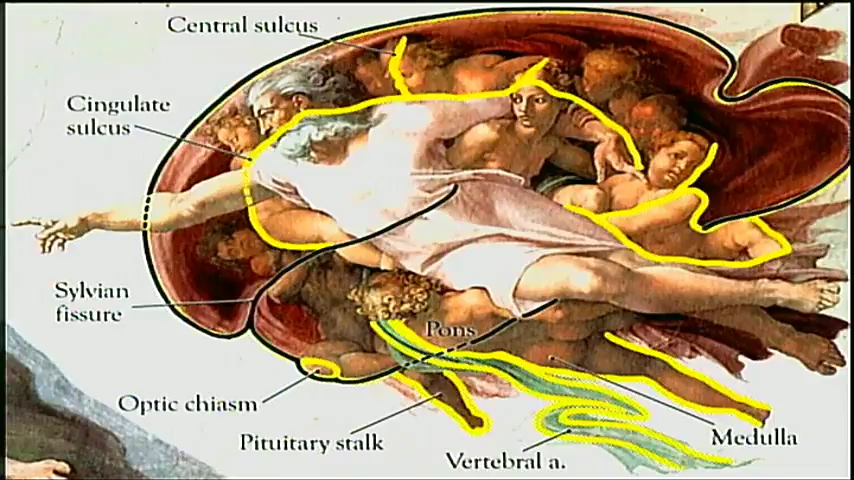 Central sulcus
Cingulate
sulcus
Sylvian
fissure
Pons
Optic chiasm
Pituitary stalk
Vertebral a.
Medulla